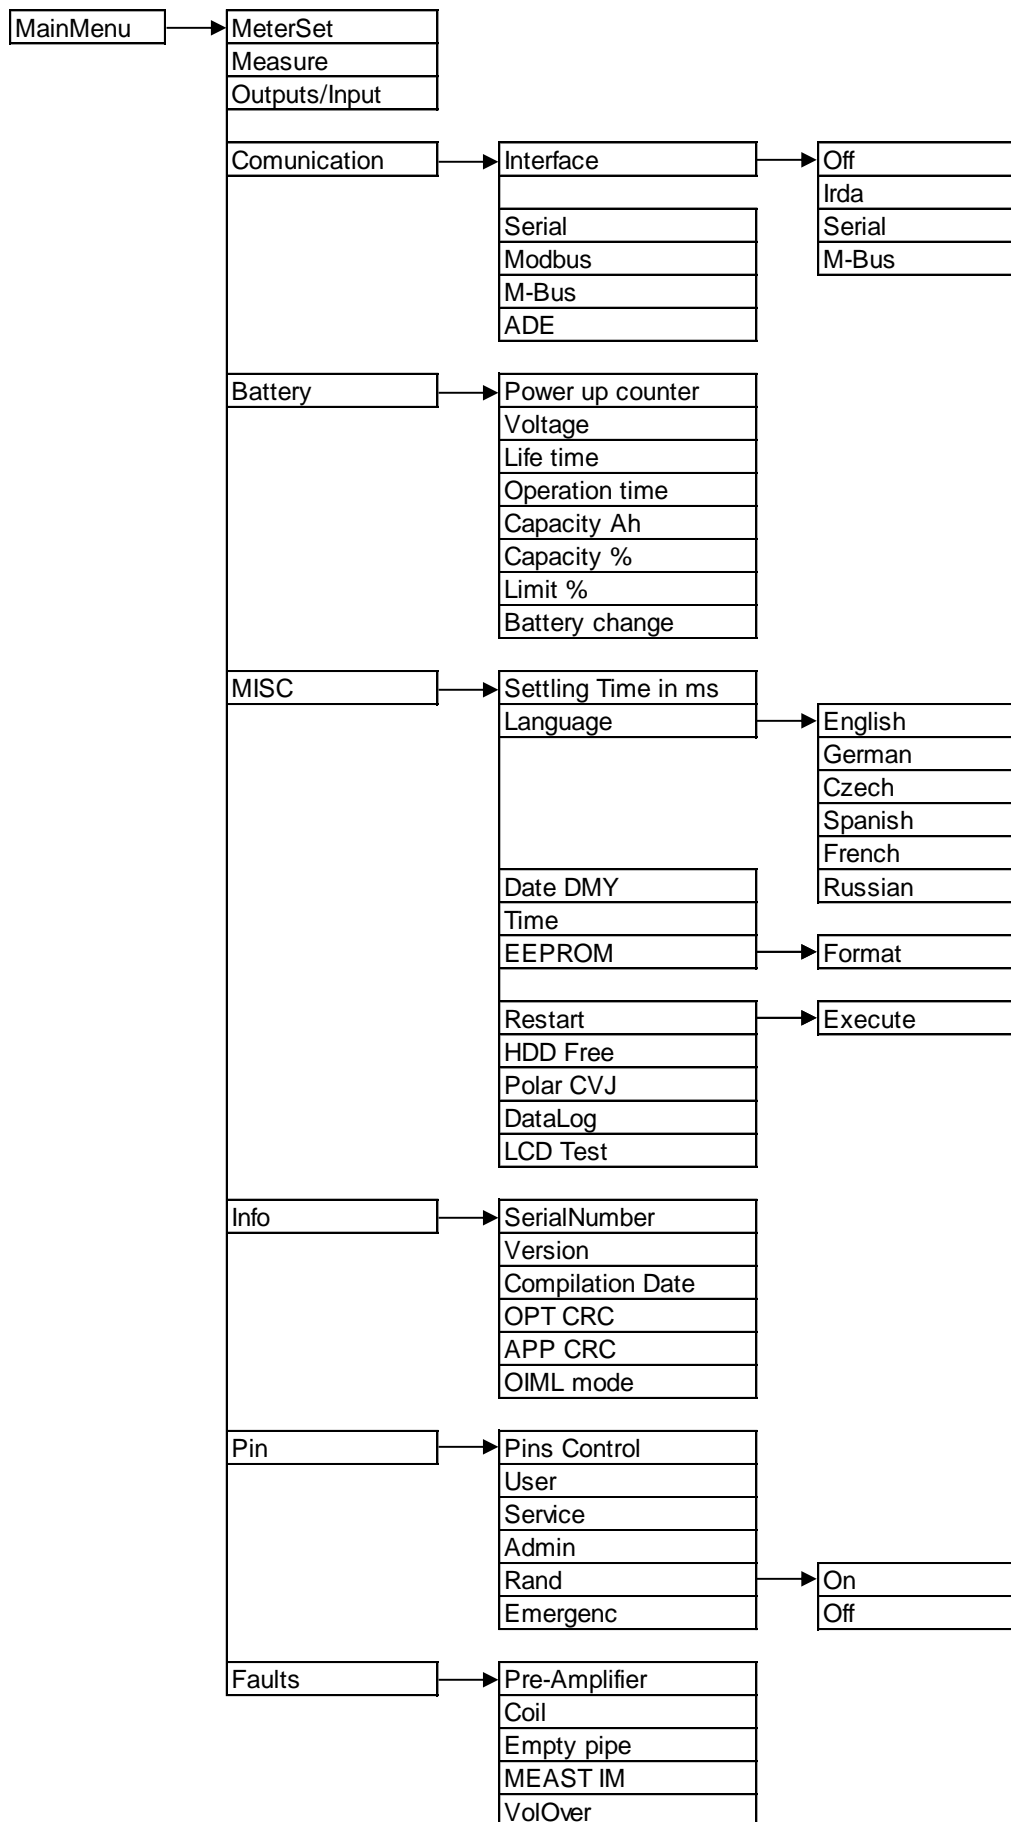 MainMenu
MeterSet
Measure
Outputs/Input
Comunication
Interface
Off
Irda
Serial
Serial
Modbus
M-Bus
M-Bus
ADE
Battery
Power up counter
Voltage
Life time
Operation time
Capacity Ah
Capacity %
Limit %
Battery change
MISC
Settling Time in ms
Language
English
German
Czech
Spanish
French
Russian
Date DMY
Time
EEPROM
Format
Restart
Execute
HDD Free
Polar CVJ
DataLog
LCD Test
Info
SerialNumber
Version
Compilation Date
OPT CRC
APP CRC
OIML mode
Pin
Pins Control
User
Service
Admin
Rand
On
Emergenc
Off
Faults
Pre-Amplifier
Coil
Empty pipe
MEAST IM
VolOver